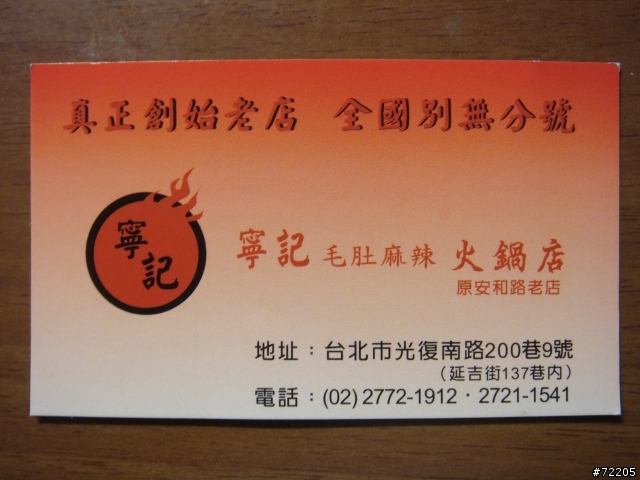 真正創始老店 全國別無分號
寧記
寧記 毛肚麻辣 火鍋店
原安和路老店
地址：台北市光復南路200巷9號
（延吉街137巷內）
電話：(02) 2772-1912・2721-1541
#72205